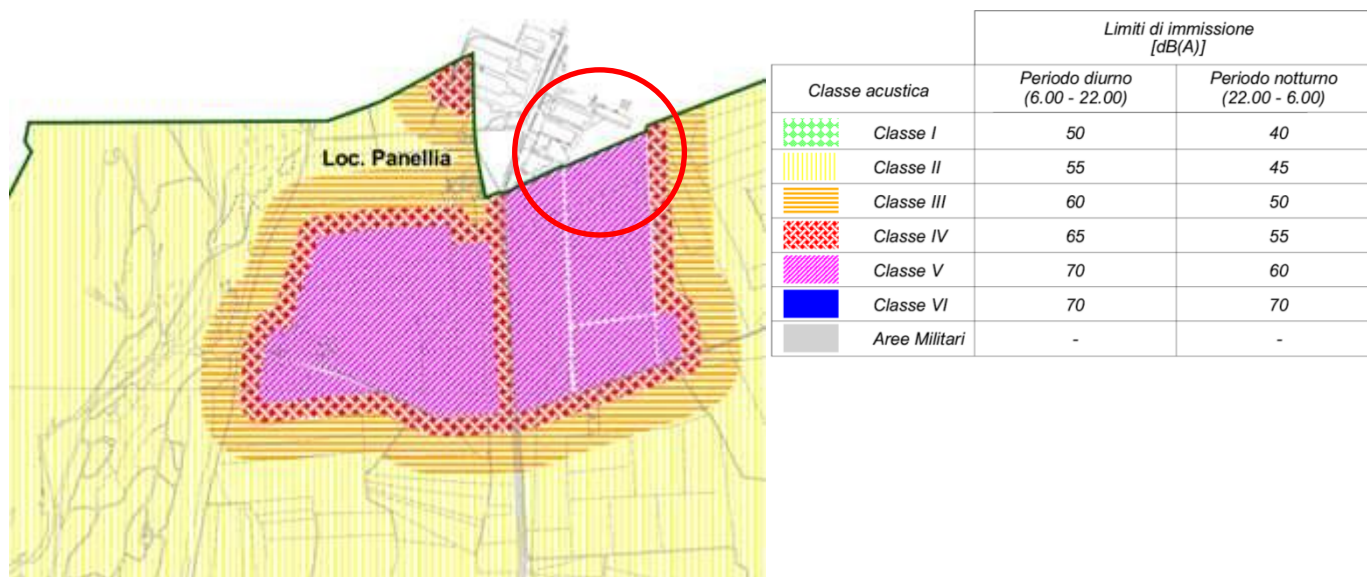 Loc. Panellia
Limiti di immissione
[dB(A)]
Classe acustica
Periodo diurno
(6.00 - 22.00)
Periodo notturno
(22.00 - 6.00)
Classe I 50 40
Classe II 55 45
Classe III 60 50
Classe IV 65 55
Classe V 70 60
Classe VI 70 70
Aree Militari - -